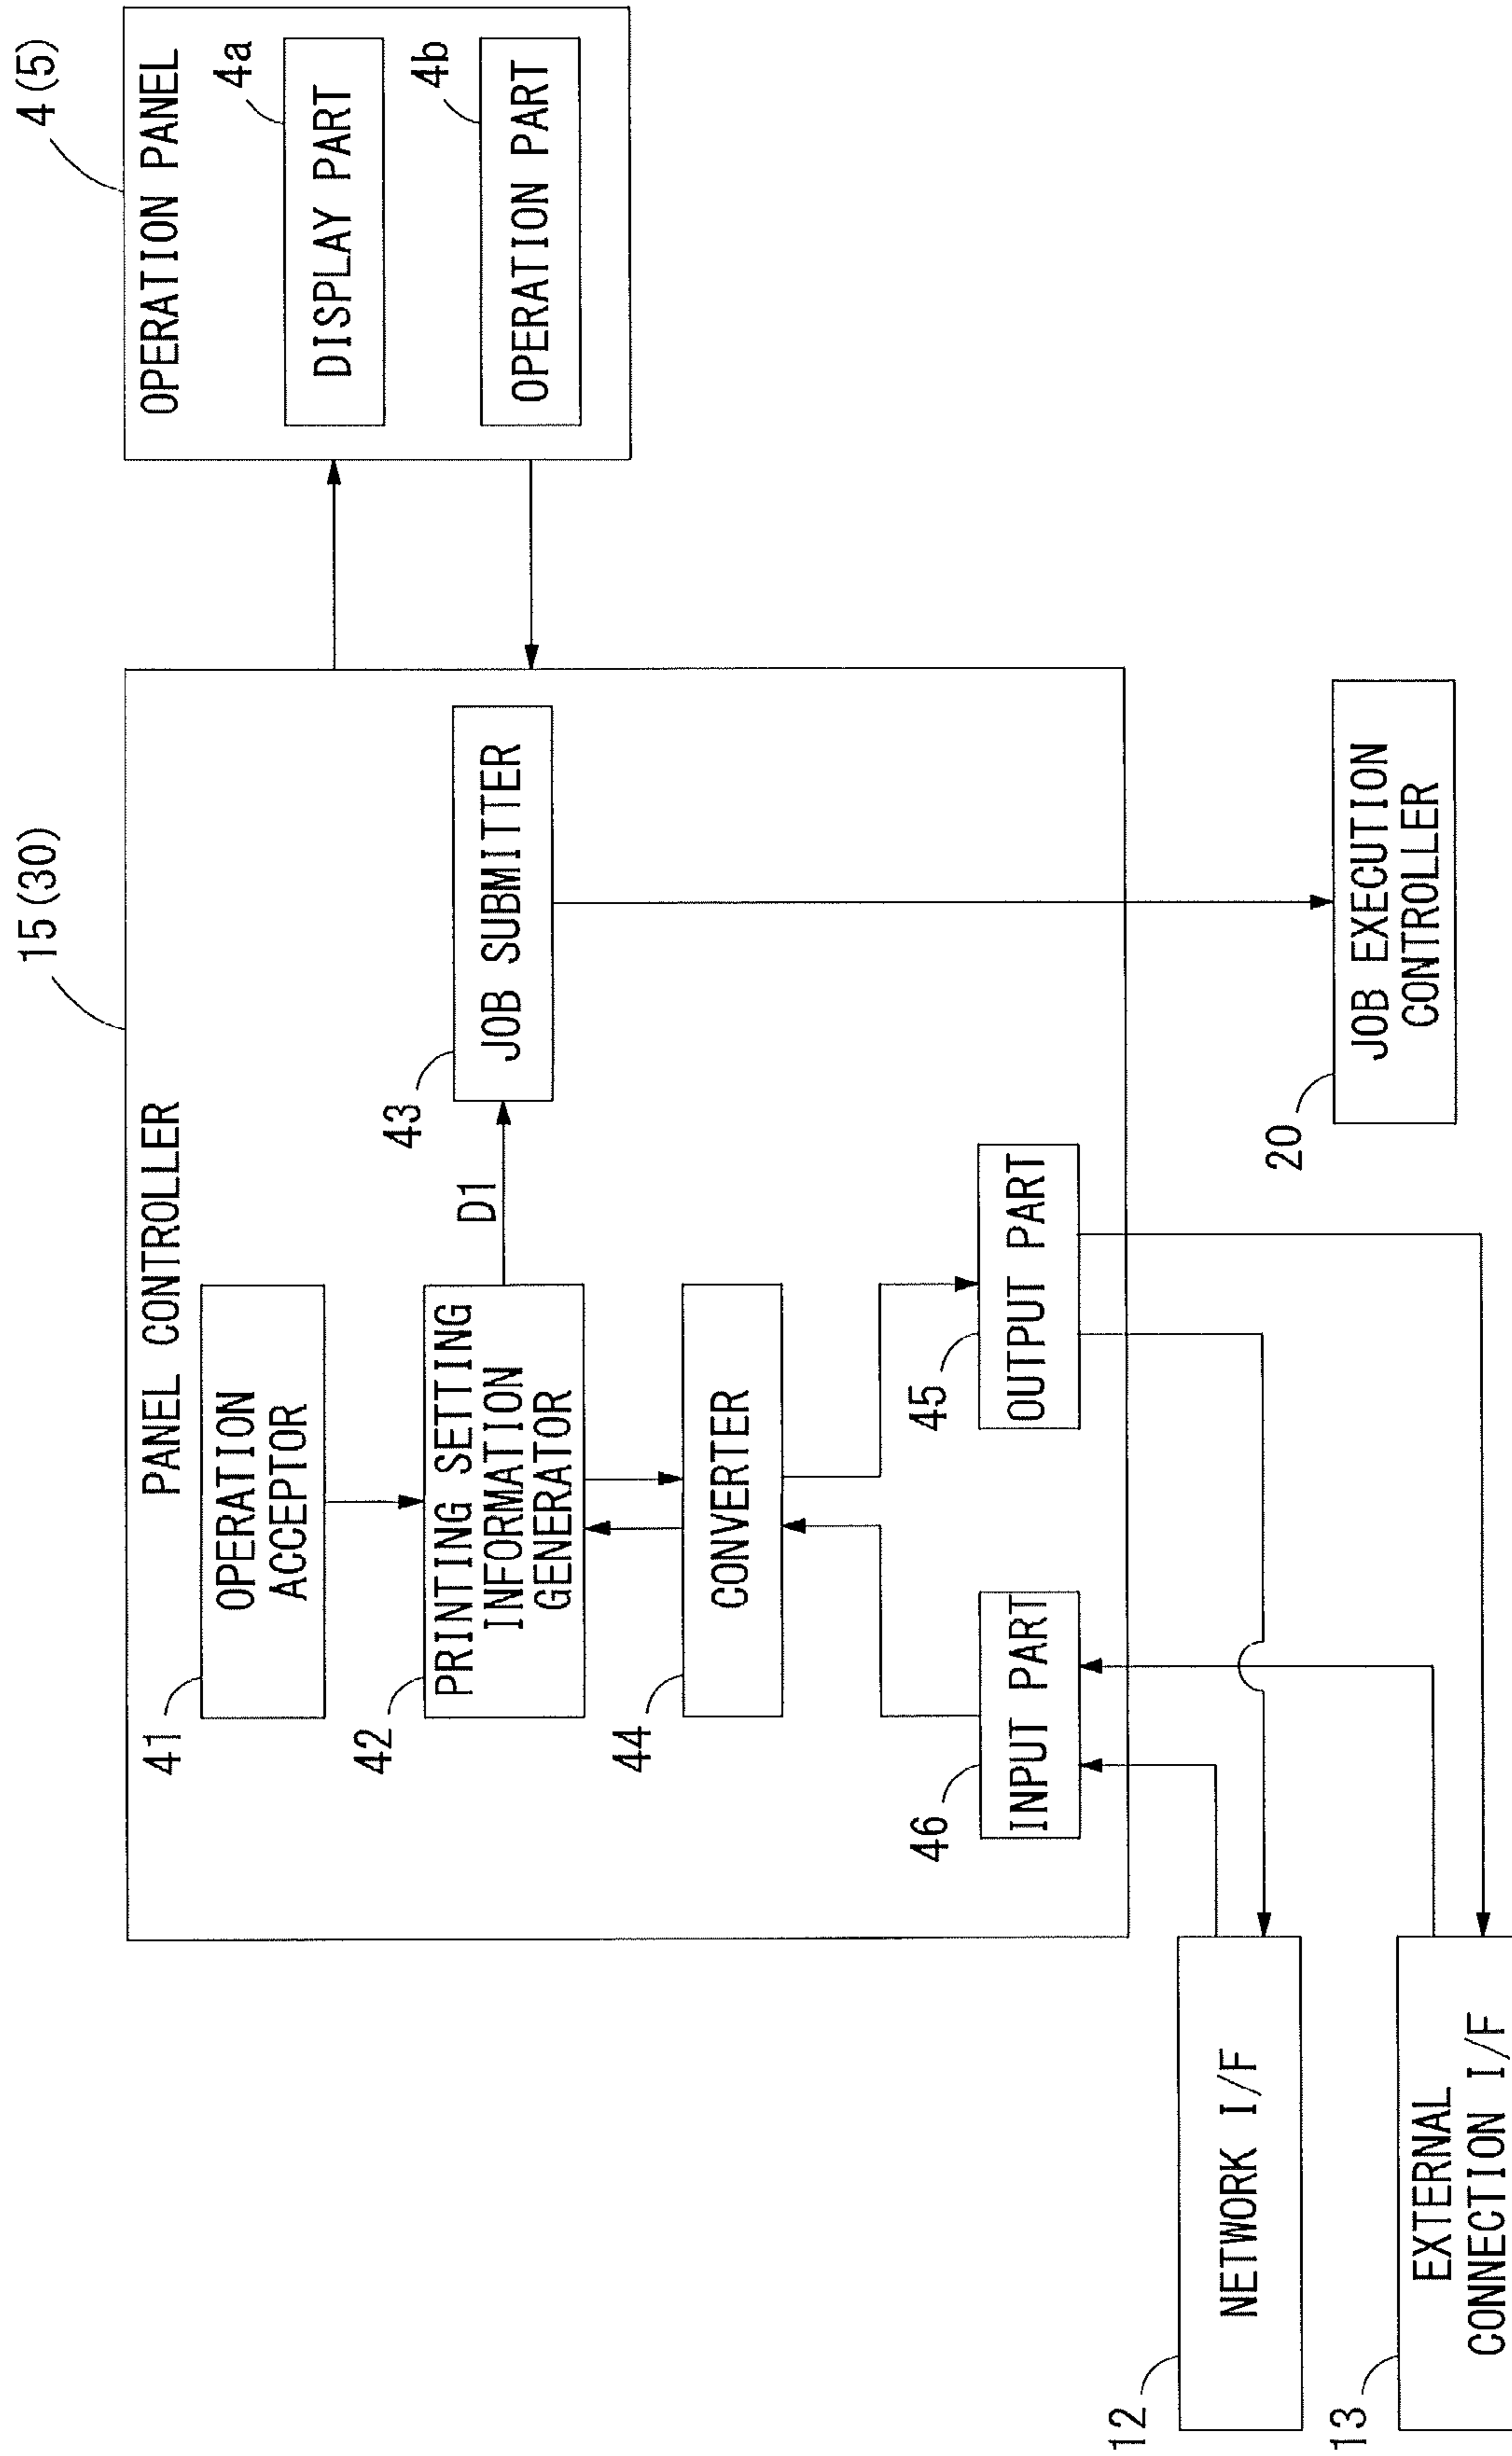 15(30)
4(5)
PANEL CONTROLLER
OPERATION PANEL
41
OPERATION
ACCEPTOR
4a
DISPLAY PART
42
PRINTING SETTING
INFORMATION
GENERATOR
D1
43
JOB SUBMITTER
4b
OPERATION PART
44
CONVERTER
46
INPUT PART
45
OUTPUT PART
12
NETWORK I/F
20
JOB EXECUTION
CONTROLLER
13
EXTERNAL
CONNECTION I/F